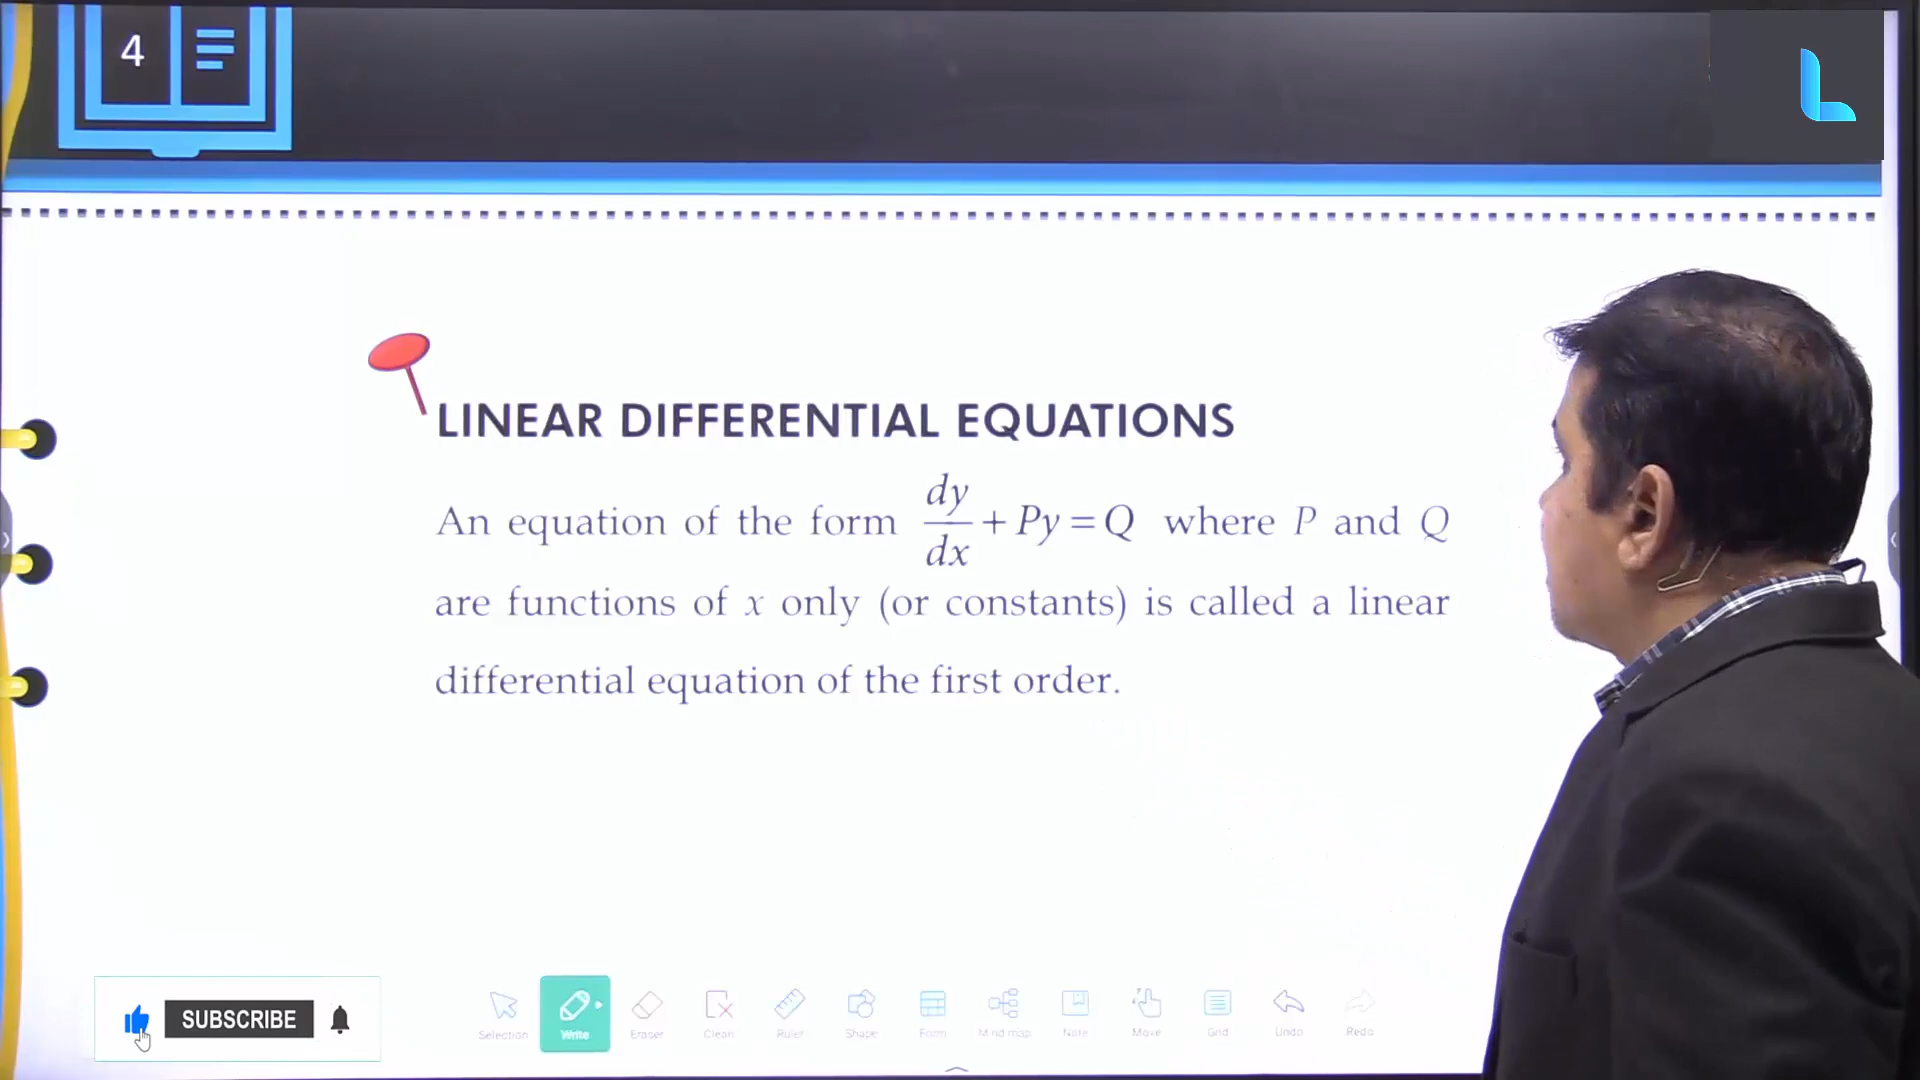 4
LINEAR DIFFERENTIAL EQUATIONS
An equation of the form dy/dx + Py = Q where P and Q
are functions of x only (or constants) is called a linear
differential equation of the first order.
SUBSCRIBE
Selection Write Eraser Clean Ruler Shape Form Mind map Note Move Grid Undo Redo